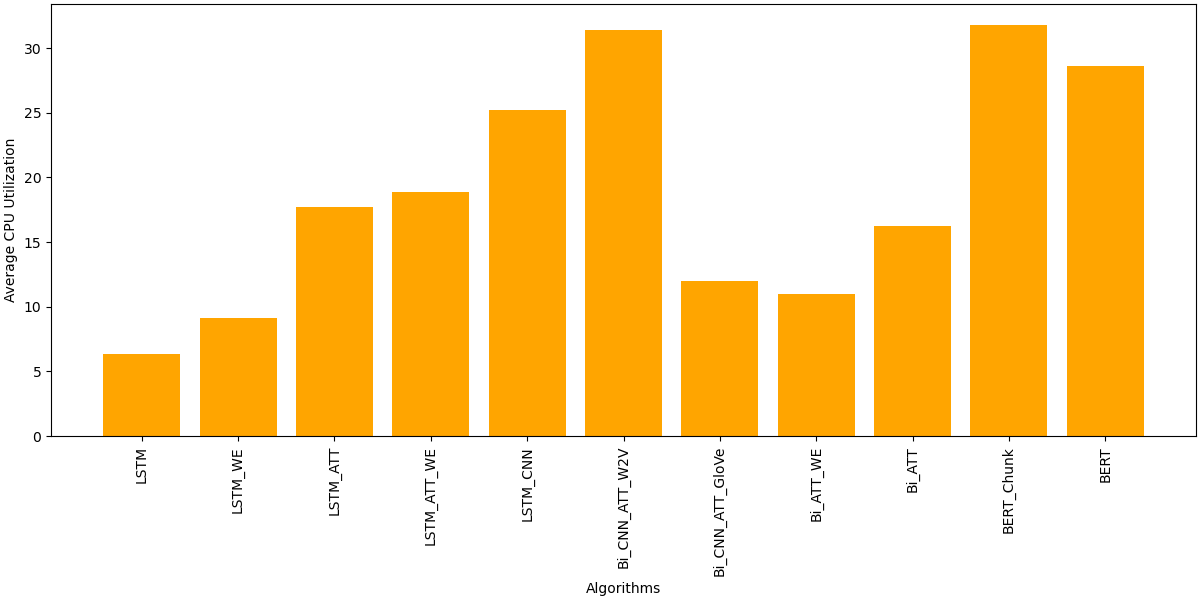 Average CPU Utilization
30
25
20
15
10
5
0
LSTM
LSTM_WE
LSTM_ATT
LSTM_ATT_WE
LSTM_CNN
Bi_CNN_ATT_W2V
Bi_CNN_ATT_GloVe
Bi_ATT_WE
Bi_ATT
BERT_Chunk
BERT
Algorithms